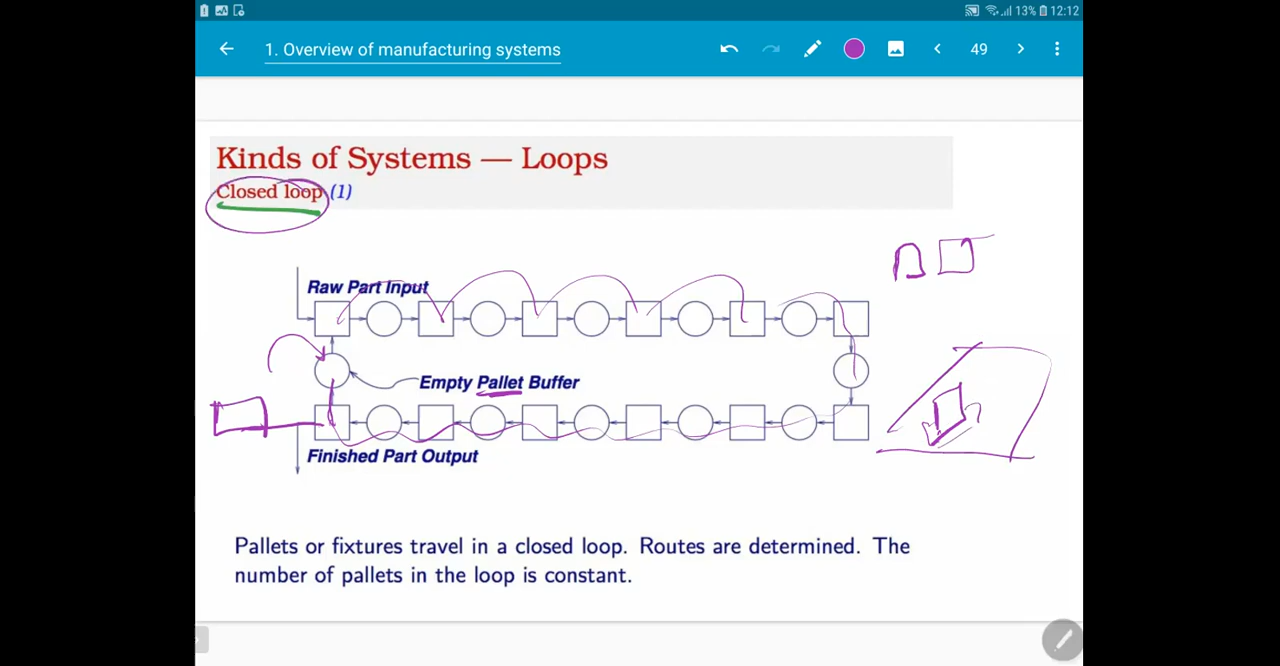 13% 12:12
1. Overview of manufacturing systems
49
Kinds of Systems — Loops
Closed loop (1)
Raw Part Input
Empty Pallet Buffer
Finished Part Output
Pallets or fixtures travel in a closed loop. Routes are determined. The
number of pallets in the loop is constant.